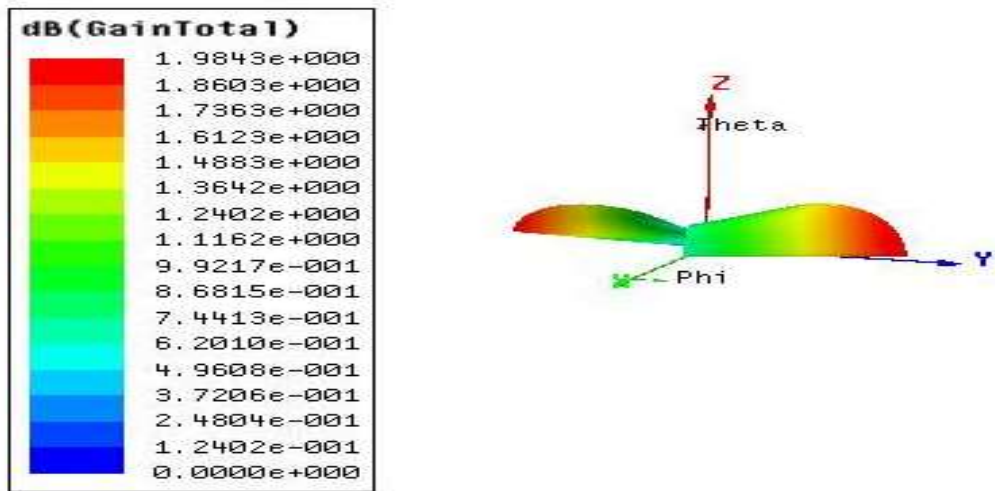 dB(GainTotal)
1.9843e+000
1.8603e+000
1.7363e+000
1.6123e+000
1.4883e+000
1.3642e+000
1.2402e+000
1.1162e+000
9.9217e-001
8.6815e-001
7.4413e-001
6.2010e-001
4.9608e-001
3.7206e-001
2.4804e-001
1.2402e-001
0.0000e+000
Z
Theta
Y
X
Phi